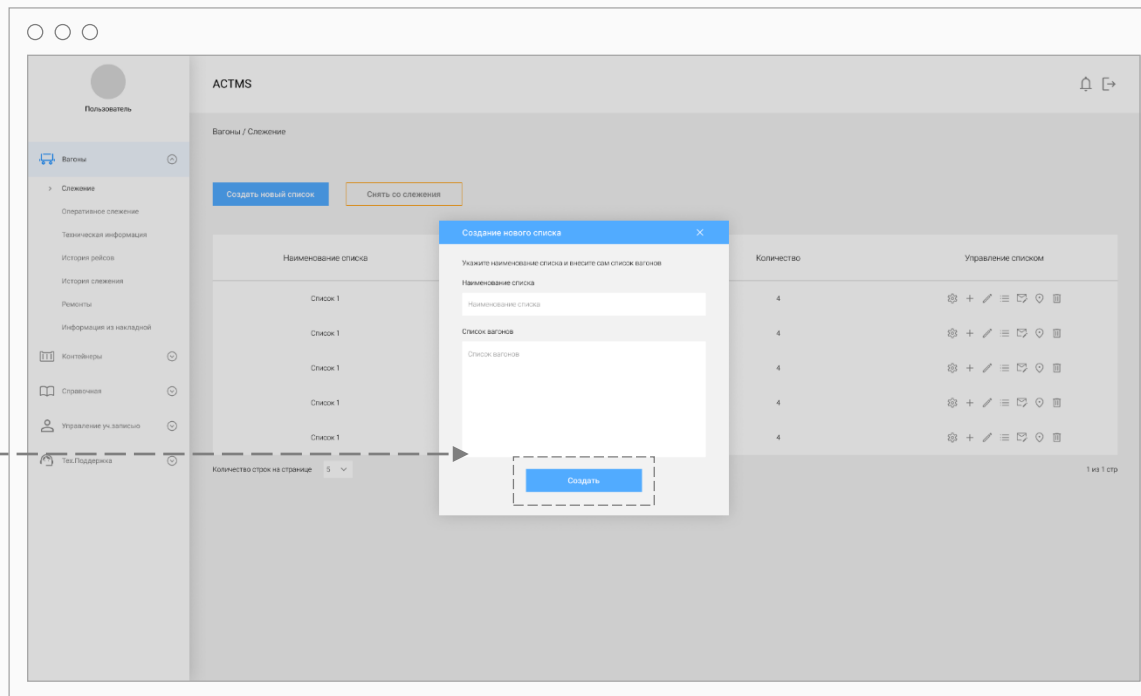 ACTMS
Пользователь
Вагоны / Слежение
Вагоны
Слежение
Оперативное слежение
Техническая информация
История рейсов
История слежения
Ремонты
Информация из накладной
Контейнеры
Справочная
Управление уч.записью
Тех.Поддержка
Создать новый список
Снять со слежения
Наименование списка
Количество
Управление списком
Список 1
4
Список 1
4
Список 1
4
Список 1
4
Список 1
4
Количество строк на странице 5
1 из 1 стр
Создание нового списка
Укажите наименование списка и внесите сам список вагонов
Наименование списка
Наименование списка
Список вагонов
Список вагонов
Создать